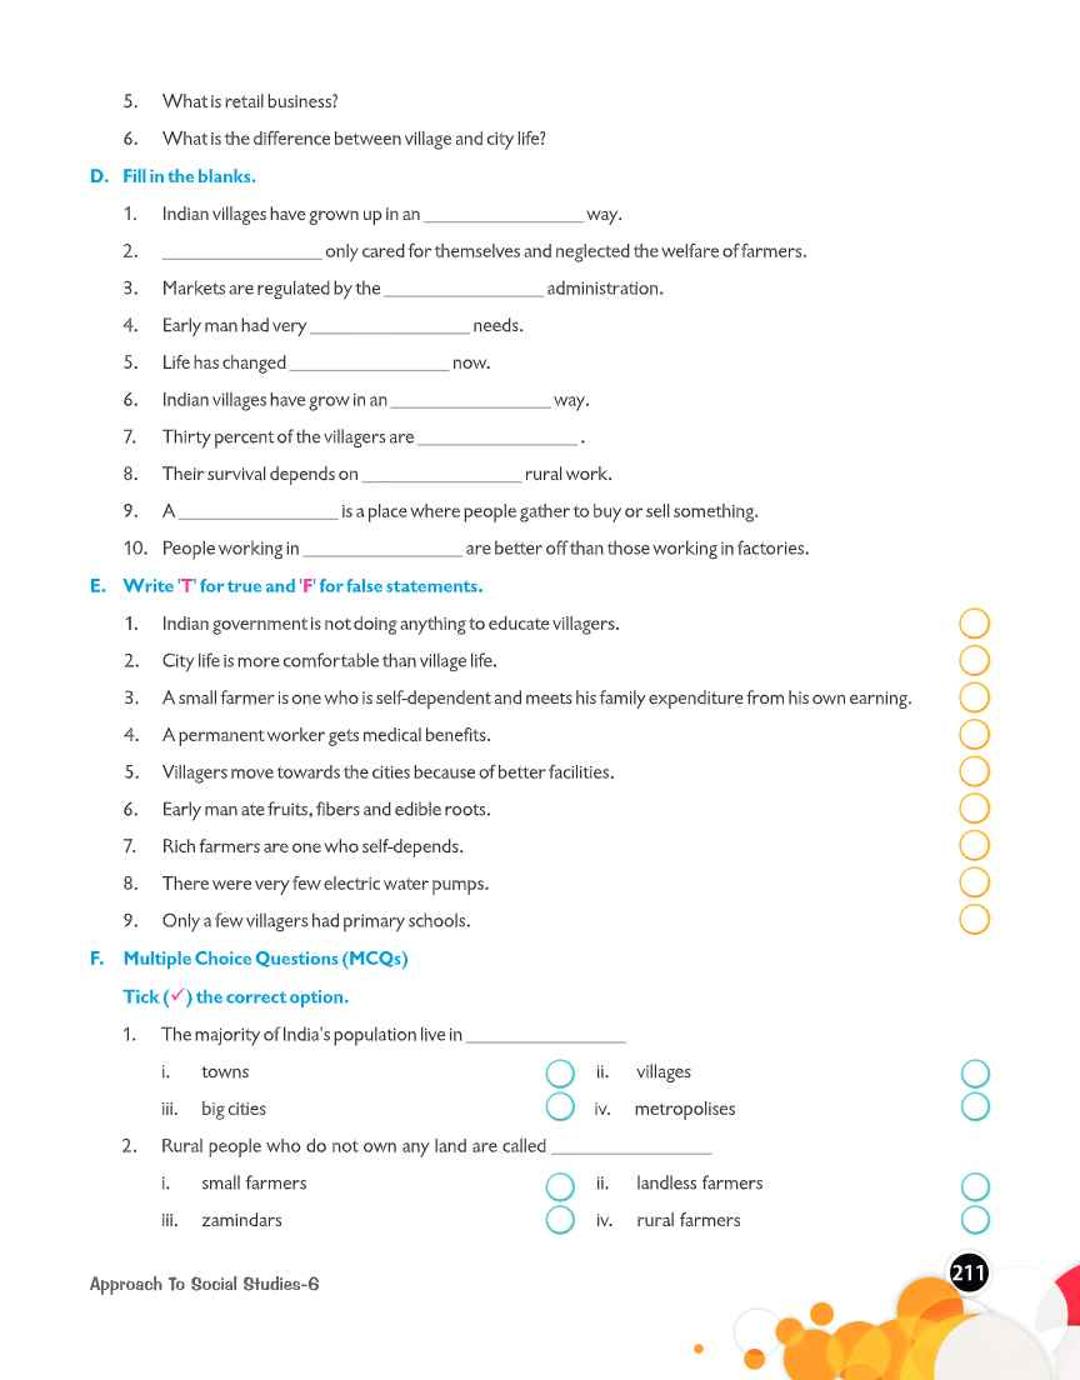 5. What is retail business?
6. What is the difference between village and city life?
D. Fill in the blanks.
1. Indian villages have grown up in an ________________ way.
2. ________________ only cared for themselves and neglected the welfare of farmers.
3. Markets are regulated by the ________________ administration.
4. Early man had very ________________ needs.
5. Life has changed ________________ now.
6. Indian villages have grow in an ________________ way.
7. Thirty percent of the villagers are ________________ .
8. Their survival depends on ________________ rural work.
9. A ________________ is a place where people gather to buy or sell something.
10. People working in ________________ are better off than those working in factories.
E. Write 'T' for true and 'F' for false statements.
1. Indian government is not doing anything to educate villagers.
2. City life is more comfortable than village life.
3. A small farmer is one who is self-dependent and meets his family expenditure from his own earning.
4. A permanent worker gets medical benefits.
5. Villagers move towards the cities because of better facilities.
6. Early man ate fruits, fibers and edible roots.
7. Rich farmers are one who self-depends.
8. There were very few electric water pumps.
9. Only a few villagers had primary schools.
F. Multiple Choice Questions (MCQs)
Tick (✓) the correct option.
1. The majority of India's population live in ________________
i. towns ii. villages
iii. big cities iv. metropolises
2. Rural people who do not own any land are called ________________
i. small farmers ii. landless farmers
iii. zamindars iv. rural farmers
Approach To Social Studies-6
211